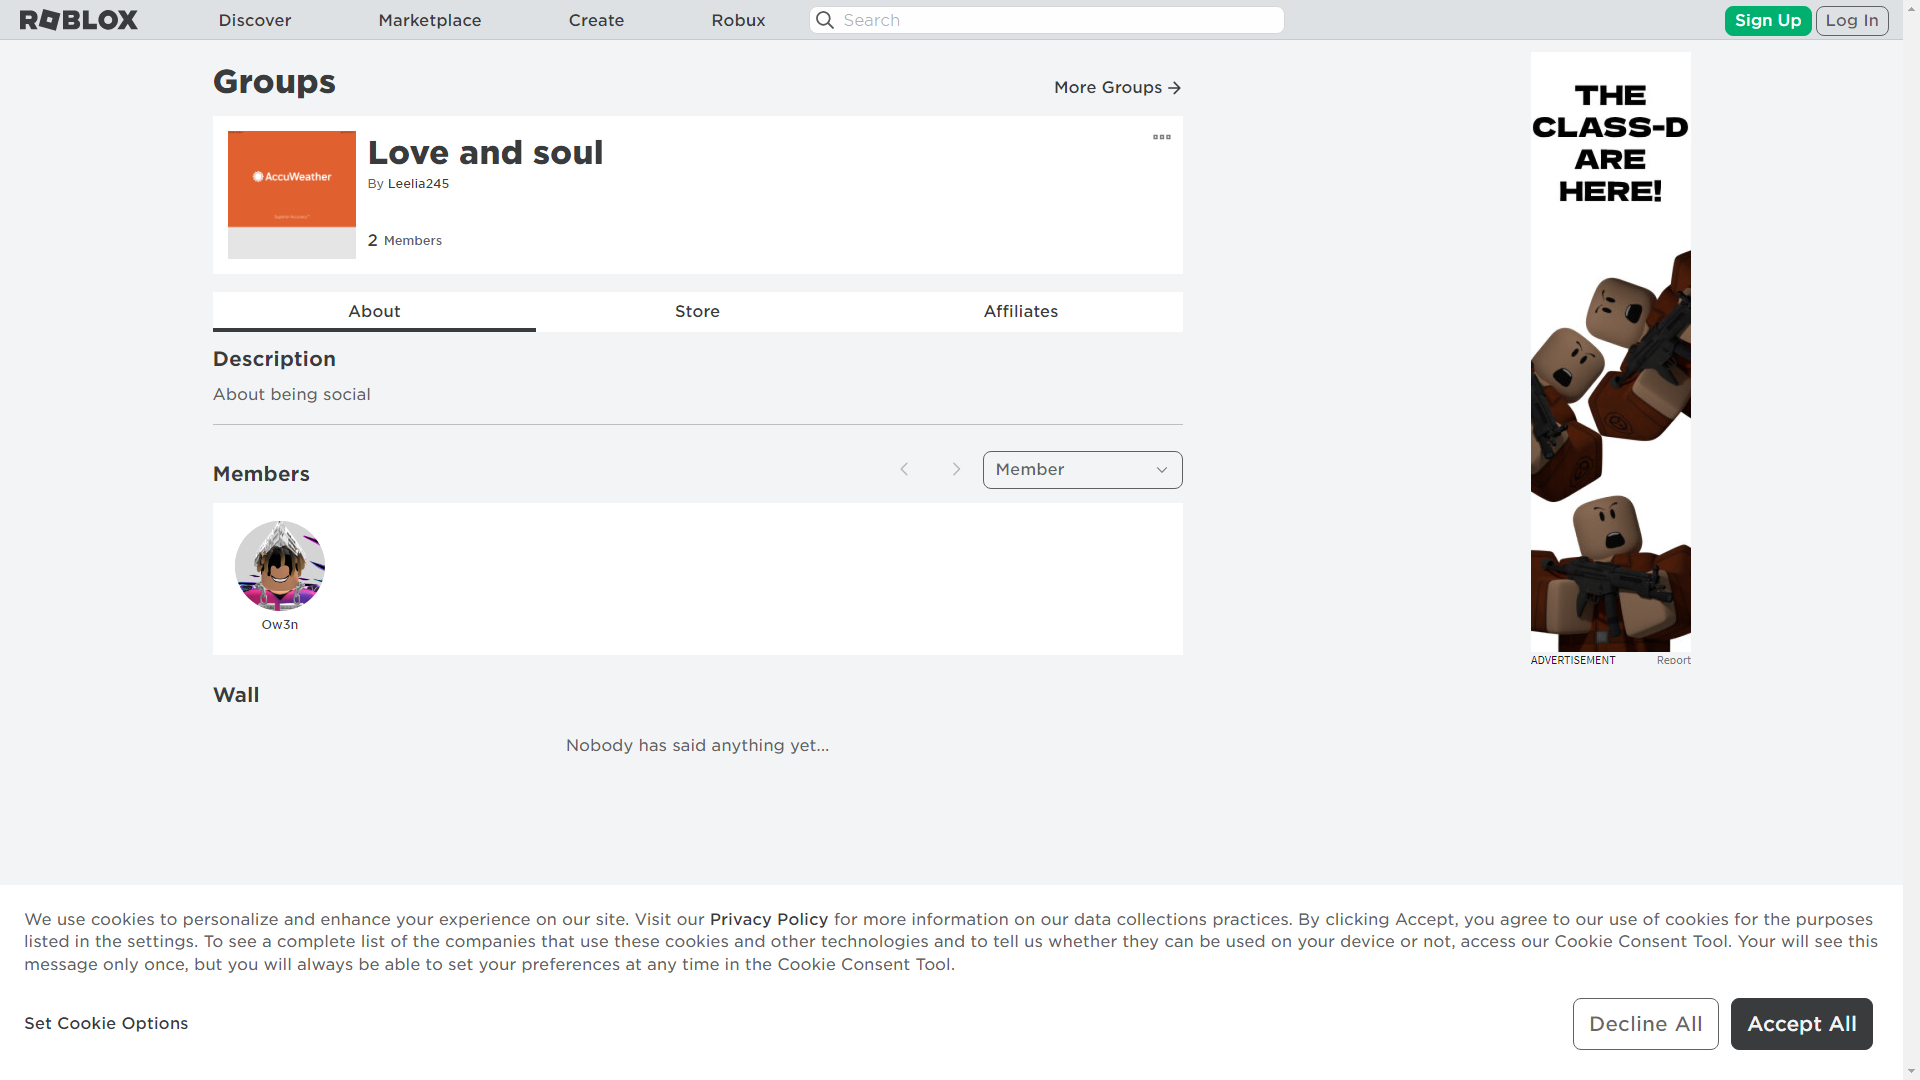 ROBLOX
Discover
Marketplace
Create
Robux
Search
Sign Up
Log In
Groups
More Groups
AccuWeather
Love and soul
By Leelia245
2 Members
About
Store
Affiliates
Description
About being social
Members
Member
Ow3n
Wall
Nobody has said anything yet...
THE
CLASS-D
ARE
HERE!
ADVERTISEMENT
Report
We use cookies to personalize and enhance your experience on our site. Visit our Privacy Policy for more information on our data collections practices. By clicking Accept, you agree to our use of cookies for the purposes
listed in the settings. To see a complete list of the companies that use these cookies and other technologies and to tell us whether they can be used on your device or not, access our Cookie Consent Tool. Your will see this
message only once, but you will always be able to set your preferences at any time in the Cookie Consent Tool.
Set Cookie Options
Decline All
Accept All